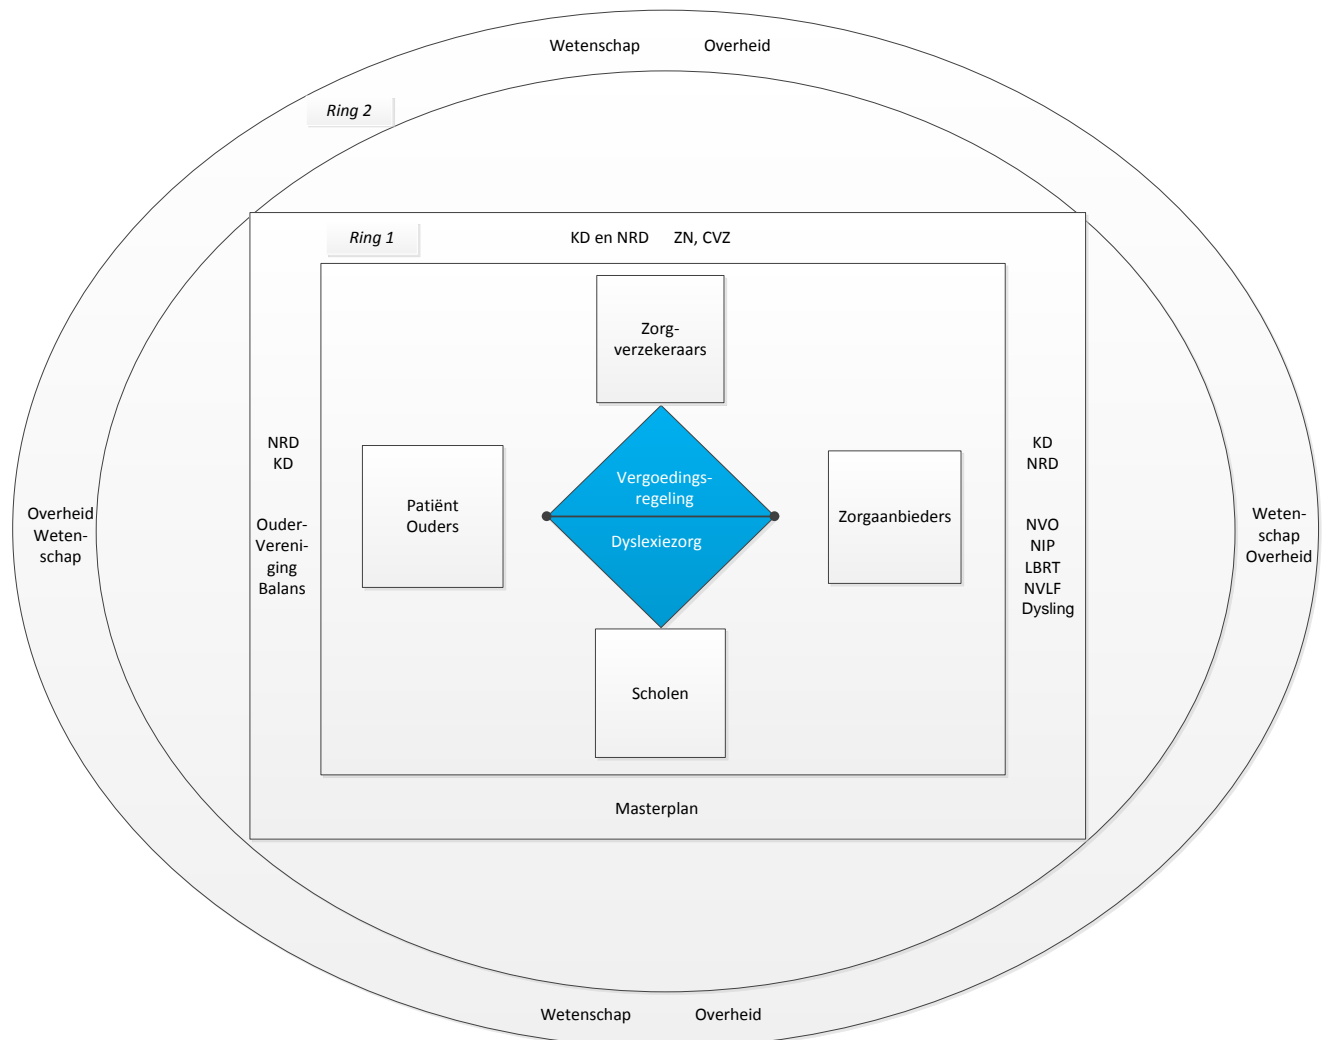 Wetenschap Overheid
Ring 2
Ring 1 KD en NRD ZN, CVZ
Zorg-
verzekeraars
NRD
KD
Ouder-
Vereni-
ging
Balans
Overheid
Weten-
schap
Patiënt
Ouders
Vergoedings-
regeling
Dyslexiezorg
Zorgaanbieders
KD
NRD
NVO
NIP
LBRT
NVLF
Dysling
Weten-
schap
Overheid
Scholen
Masterplan
Wetenschap Overheid